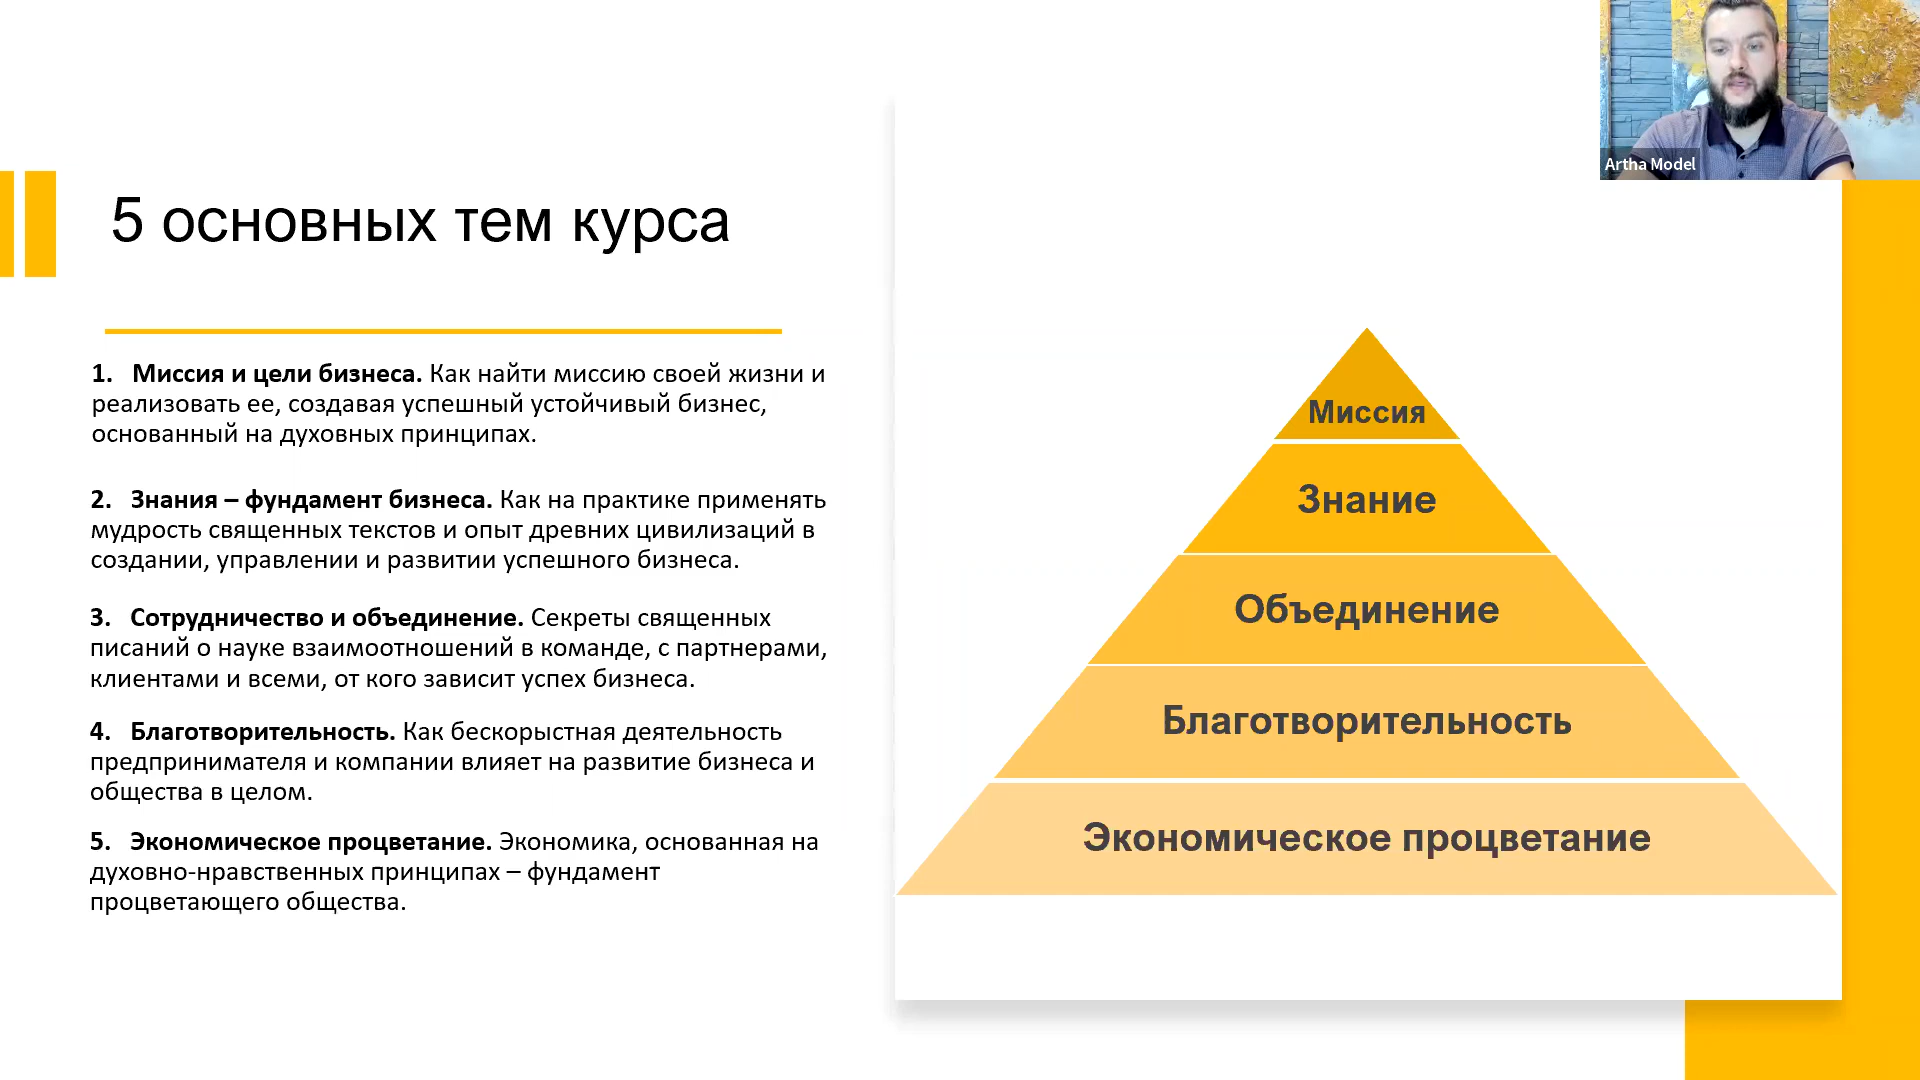 Artha Model
5 основных тем курса
1. Миссия и цели бизнеса. Как найти миссию своей жизни и
реализовать ее, создавая успешный устойчивый бизнес,
основанный на духовных принципах.
2. Знания – фундамент бизнеса. Как на практике применять
мудрость священных текстов и опыт древних цивилизаций в
создании, управлении и развитии успешного бизнеса.
3. Сотрудничество и объединение. Секреты священных
писаний о науке взаимоотношений в команде, с партнерами,
клиентами и всеми, от кого зависит успех бизнеса.
4. Благотворительность. Как бескорыстная деятельность
предпринимателя и компании влияет на развитие бизнеса и
общества в целом.
5. Экономическое процветание. Экономика, основанная на
духовно-нравственных принципах – фундамент
процветающего общества.
Миссия
Знание
Объединение
Благотворительность
Экономическое процветание